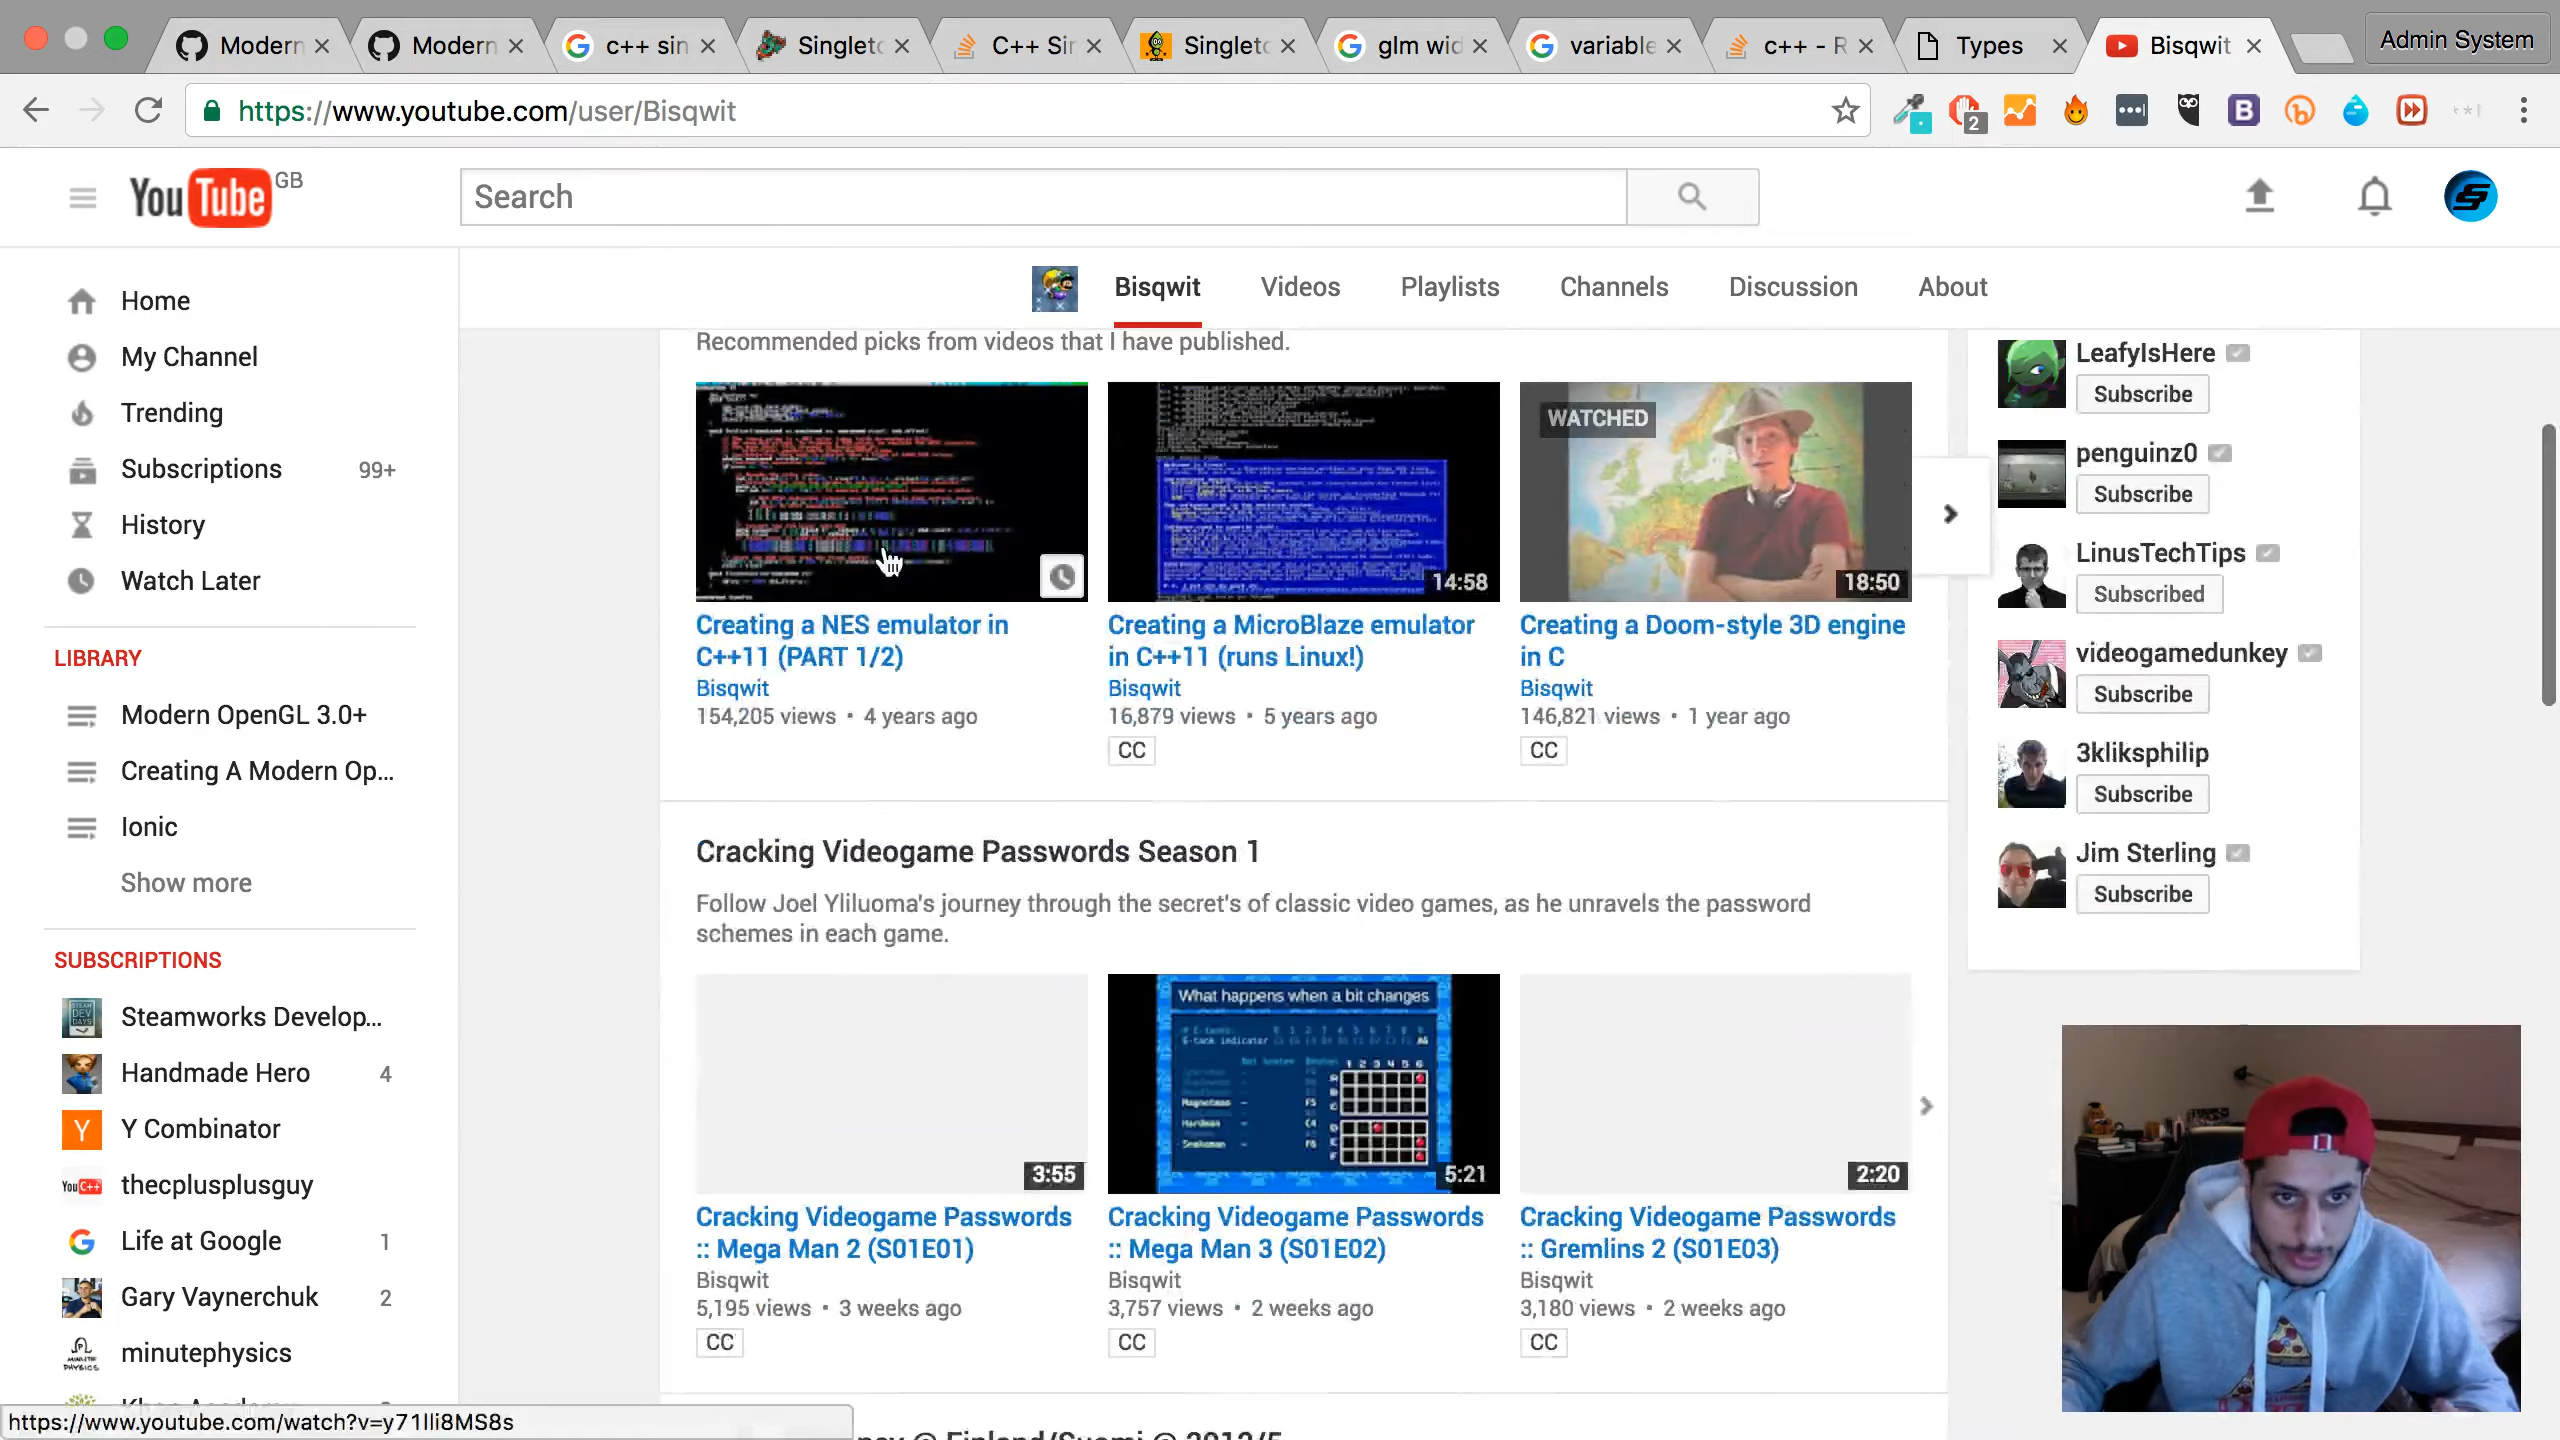 Modern
Modern
c++ sin
Singleto
C++ Sin
Singleto
glm wid
variable
c++ - R
Types
Bisqwit
Admin System
https://www.youtube.com/user/Bisqwit
2
B
YouTube GB
Search
Home
My Channel
Trending
Subscriptions 99+
History
Watch Later
LIBRARY
Modern OpenGL 3.0+
Creating A Modern Op...
Ionic
Show more
SUBSCRIPTIONS
Steamworks Develop...
Handmade Hero 4
Y Combinator
thecplusplusguy
Life at Google 1
Gary Vaynerchuk 2
minutephysics
https://www.youtube.com/watch?v=y71lli8MS8s
Bisqwit Videos Playlists Channels Discussion About
Recommended picks from videos that I have published.
WATCHED
14:58
18:50
Creating a NES emulator in
C++11 (PART 1/2)
Bisqwit
154,205 views • 4 years ago
Creating a MicroBlaze emulator
in C++11 (runs Linux!)
Bisqwit
16,879 views • 5 years ago
CC
Creating a Doom-style 3D engine
in C
Bisqwit
146,821 views • 1 year ago
CC
Cracking Videogame Passwords Season 1
Follow Joel Yliluoma's journey through the secret's of classic video games, as he unravels the password
schemes in each game.
What happens when a bit changes
3:55
5:21
2:20
Cracking Videogame Passwords
:: Mega Man 2 (S01E01)
Bisqwit
5,195 views • 3 weeks ago
CC
Cracking Videogame Passwords
:: Mega Man 3 (S01E02)
Bisqwit
3,757 views • 2 weeks ago
CC
Cracking Videogame Passwords
:: Gremlins 2 (S01E03)
Bisqwit
3,180 views • 2 weeks ago
CC
LeafyIsHere
Subscribe
penguinz0
Subscribe
LinusTechTips
Subscribed
videogamedunkey
Subscribe
3kliksphilip
Subscribe
Jim Sterling
Subscribe